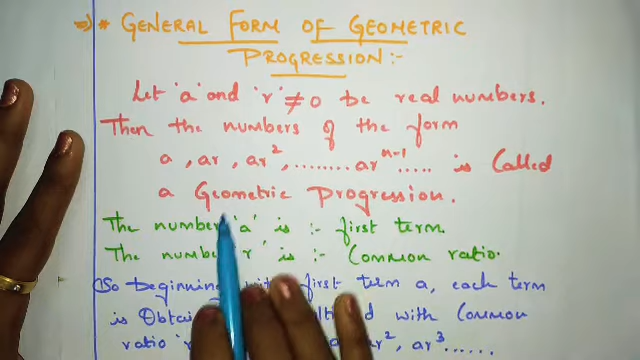 ⇒ * GENERAL FORM OF GEOMETRIC
PROGRESSION :-
Let 'a' and 'r' ≠ 0 be real numbers.
Then the numbers of the form
a, ar, ar², ........ arⁿ⁻¹ ..... is called
a Geometric Progression.
The number 'a' is :- first term.
The number 'r' is :- Common ratio.
So beginning with first term a, each term
is with Common
ratio ar², ar³ ......